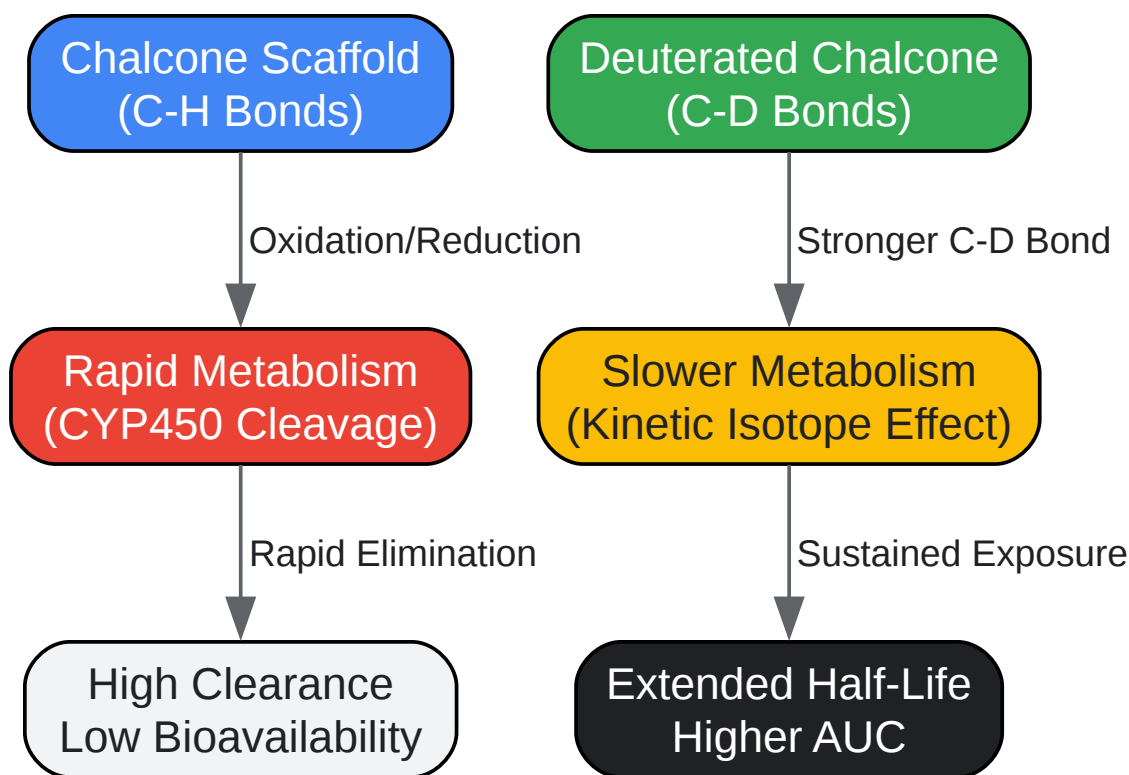 Chalcone Scaffold
(C-H Bonds)
Deuterated Chalcone
(C-D Bonds)
Oxidation/Reduction
Stronger C-D Bond
Rapid Metabolism
(CYP450 Cleavage)
Slower Metabolism
(Kinetic Isotope Effect)
Rapid Elimination
Sustained Exposure
High Clearance
Low Bioavailability
Extended Half-Life
Higher AUC